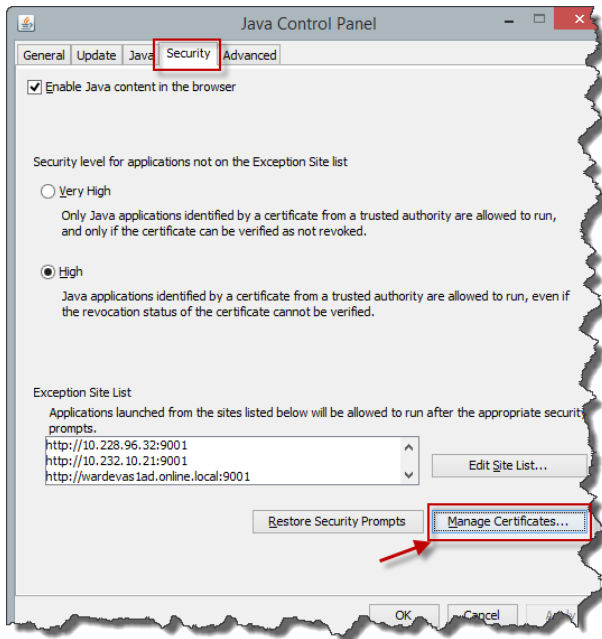 Java Control Panel
General Update Java Security Advanced
Enable Java content in the browser
Security level for applications not on the Exception Site list
Very High
Only Java applications identified by a certificate from a trusted authority are allowed to run,
and only if the certificate can be verified as not revoked.
High
Java applications identified by a certificate from a trusted authority are allowed to run, even if
the revocation status of the certificate cannot be verified.
Exception Site List
Applications launched from the sites listed below will be allowed to run after the appropriate security
prompts.
http://10.228.96.32:9001
http://10.232.10.21:9001
http://wardevas1ad.online.local:9001
Edit Site List...
Restore Security Prompts Manage Certificates...
OK Cancel